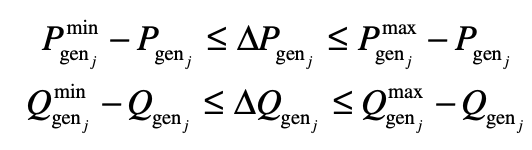 P_{gen_j}^{min} − P_{gen_j} ≤ ΔP_{gen_j} ≤ P_{gen_j}^{max} − P_{gen_j}
Q_{gen_j}^{min} − Q_{gen_j} ≤ ΔQ_{gen_j} ≤ Q_{gen_j}^{max} − Q_{gen_j}